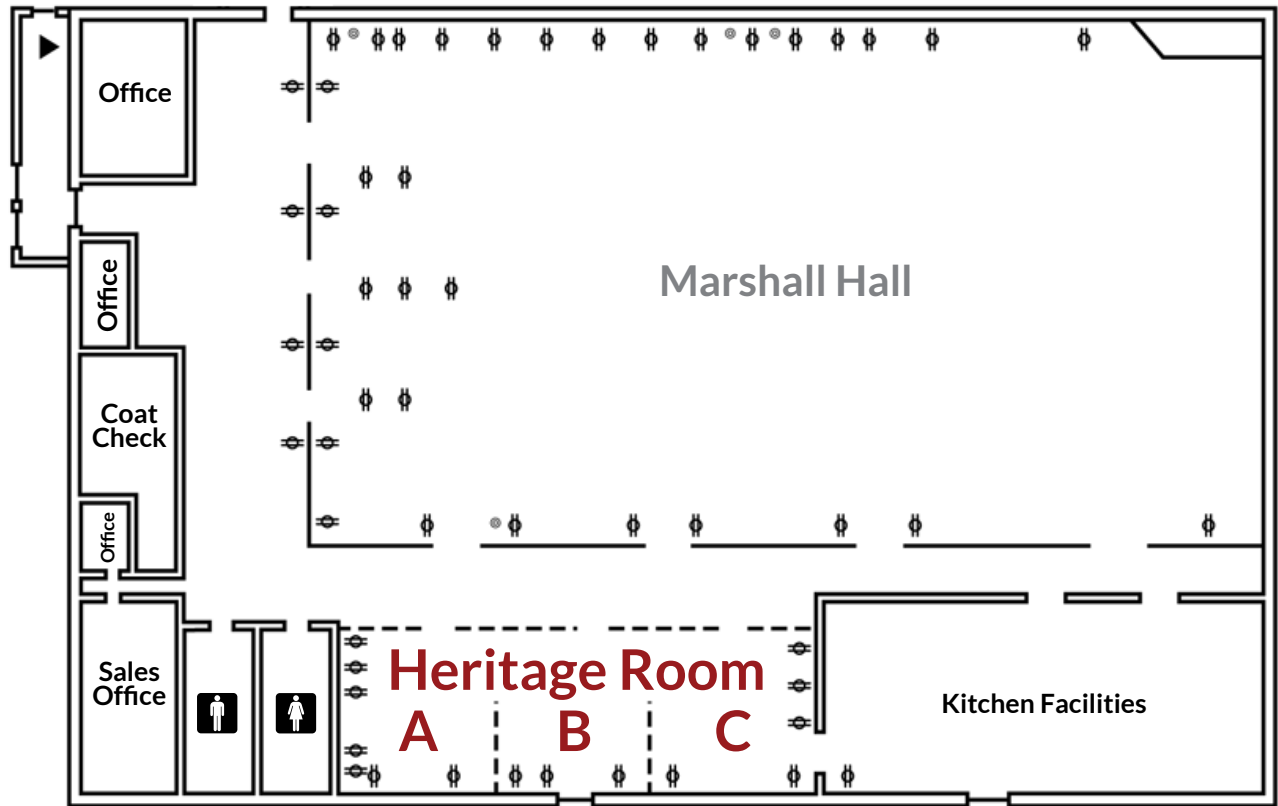 Office
Marshall Hall
Office
Coat
Check
Office
Heritage Room
A B C
Sales
Office
Kitchen Facilities